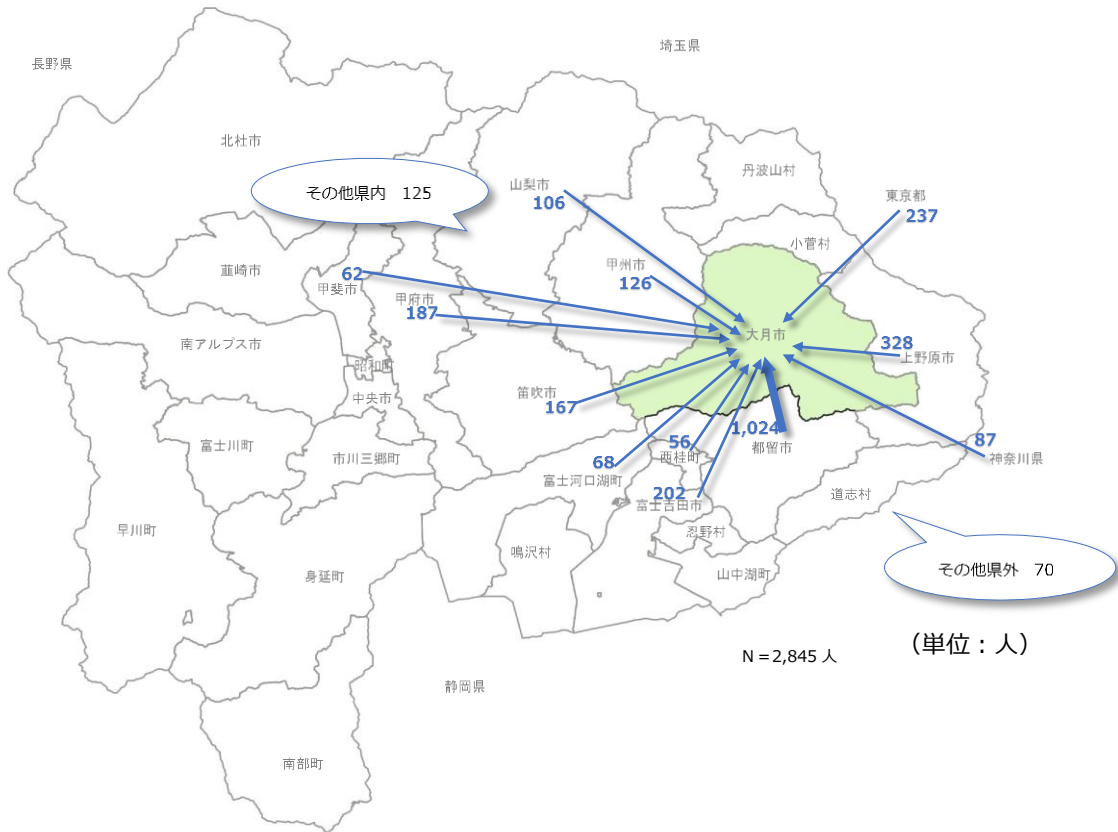 埼玉県
長野県
北杜市
丹波山村
その他県内 125
山梨市
106
東京都
237
小菅村
甲州市
126
韮崎市
62
甲斐市
甲府市
187
大月市
南アルプス市
328
上野原市
昭和町
中央市
笛吹市
167
1,024
87
富士川町
市川三郷町
56
都留市
西桂町
神奈川県
68
富士河口湖町
202
富士吉田市
道志村
早川町
忍野村
鳴沢村
身延町
山中湖町
その他県外 70
(単位:人)
N=2,845 人
静岡県
南部町